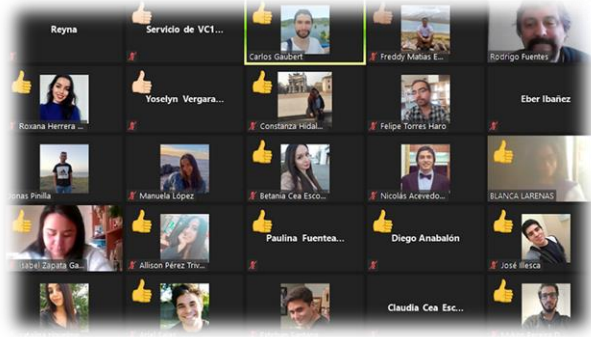 Reyna
Servicio de VC1...
Carlos Gaubert
Freddy Matias E...
Rodrigo Fuentes
Roxana Herrera ...
Yoselyn Vergara...
Constanza Hidal...
Felipe Torres Haro
Eber Ibañez
Jonas Pinilla
Manuela López
Betania Cea Esco...
Nicolás Acevedo...
BLANCA LARENAS
Isabel Zapata Ga...
Allison Pérez Triv...
Paulina Fuentea...
Diego Anabalón
José Illesca
Claudia Cea Esc...